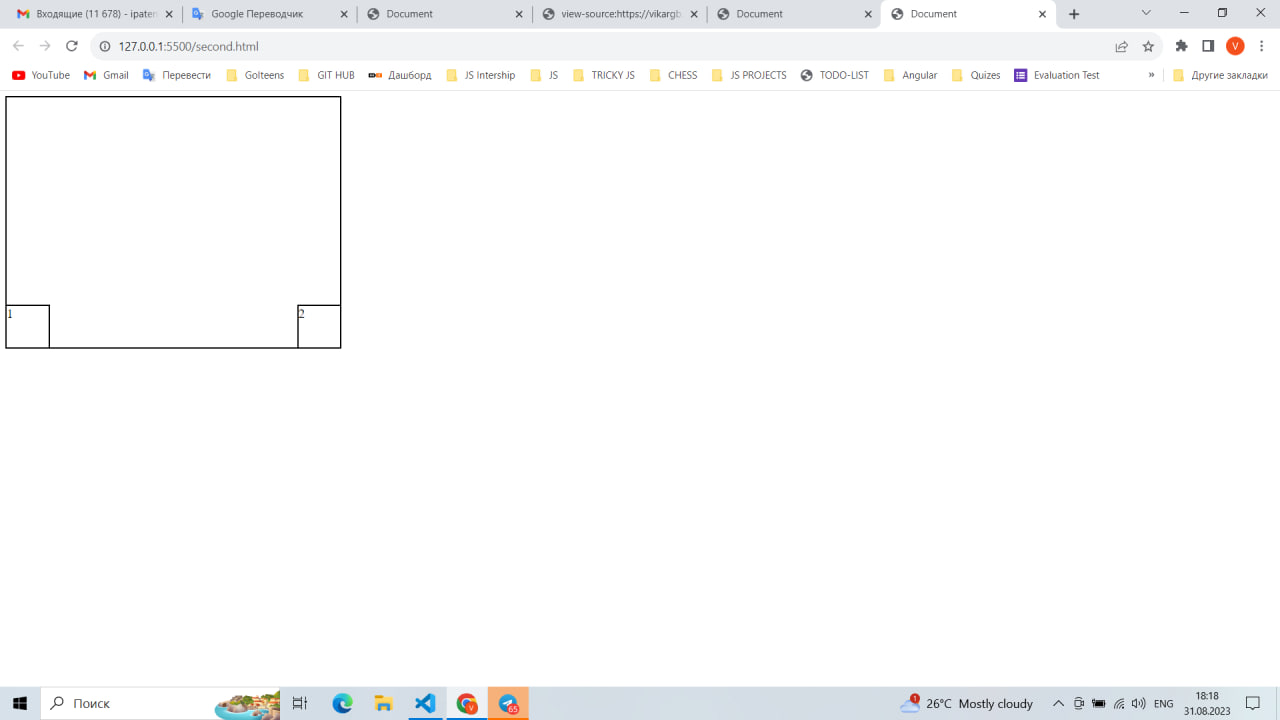 Входящие (11 678) - ipaten
Google Переводчик
Document
view-source:https://vikargb
Document
Document
127.0.0.1:5500/second.html
V
YouTube
Gmail
Перевести
Golteens
GIT HUB
Дашборд
JS Intership
JS
TRICKY JS
CHESS
JS PROJECTS
TODO-LIST
Angular
Quizes
Evaluation Test
»
Другие закладки
1
2
Поиск
V
65
1
26°C Mostly cloudy
ENG
18:18
31.08.2023